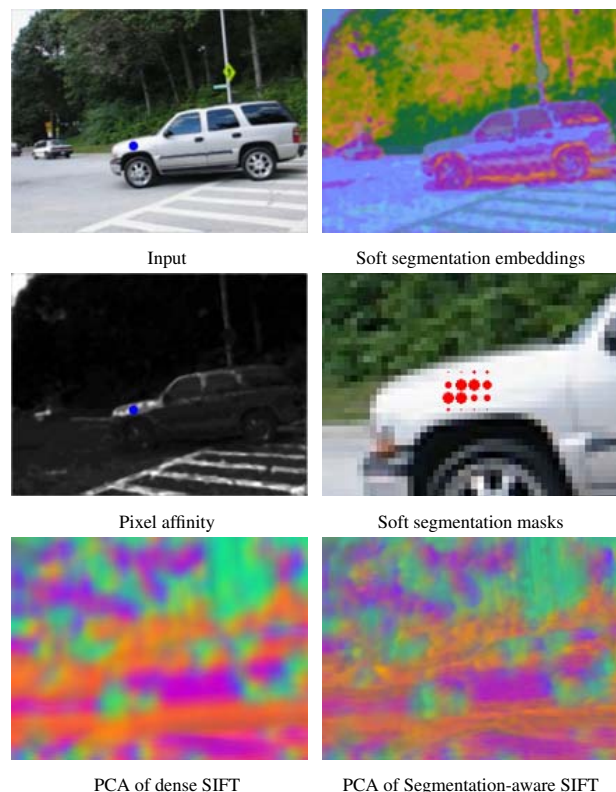 Input
Soft segmentation embeddings
Pixel affinity
Soft segmentation masks
PCA of dense SIFT
PCA of Segmentation-aware SIFT